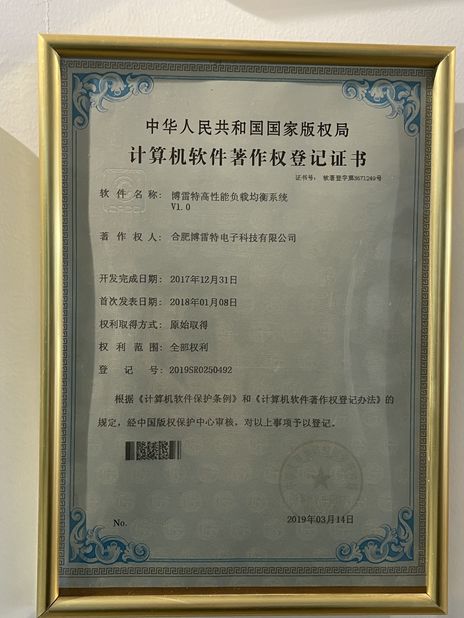 中华人民共和国国家版权局
计算机软件著作权登记证书
证书号： 软著登字第3671249号
软件名称： 博雷特高性能负载均衡系统
V1.0
著作权人： 合肥博雷特电子科技有限公司
开发完成日期： 2017年12月31日
首次发表日期： 2018年01月08日
权利取得方式： 原始取得
权利范围： 全部权利
登记号： 2019SR0250492
根据《计算机软件保护条例》和《计算机软件著作权登记办法》的
规定，经中国版权保护中心审核，对以上事项予以登记。
No.
2019年03月14日